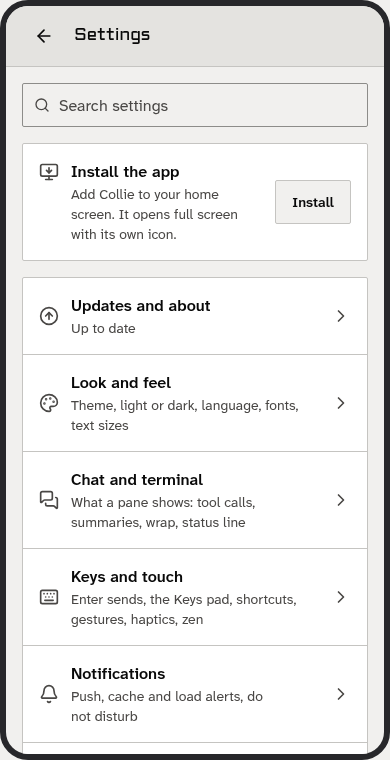 Settings
Search settings
Install the app
Add Collie to your home
screen. It opens full screen
with its own icon.
Install
Updates and about
Up to date
Look and feel
Theme, light or dark, language, fonts,
text sizes
Chat and terminal
What a pane shows: tool calls,
summaries, wrap, status line
Keys and touch
Enter sends, the Keys pad, shortcuts,
gestures, haptics, zen
Notifications
Push, cache and load alerts, do
not disturb